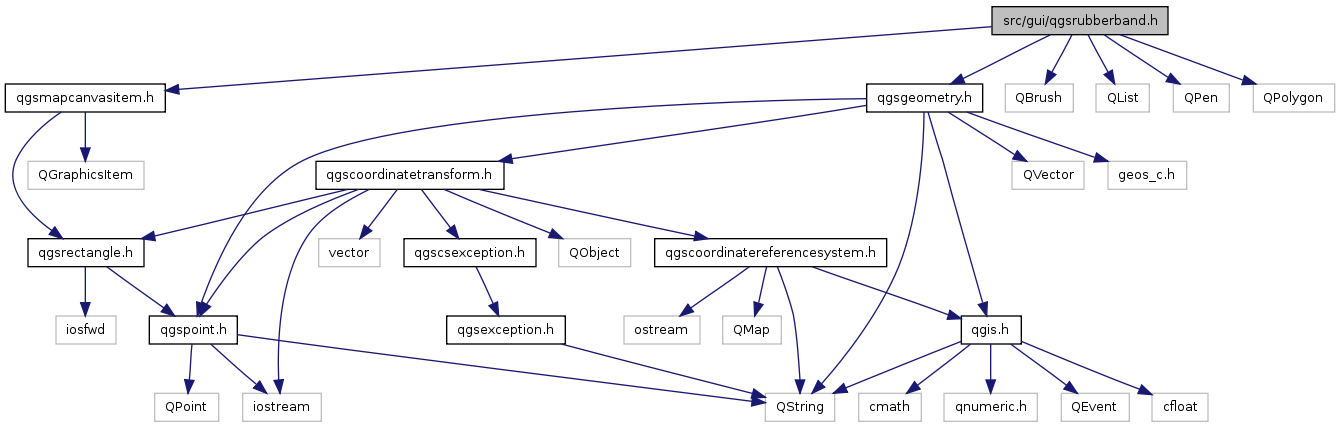 src/gui/qgsrubberband.h
qgsmapcanvasitem.h
qgsgeometry.h
QBrush
QList
QPen
QPolygon
QGraphicsItem
qgscoordinatetransform.h
QVector
geos_c.h
qgsrectangle.h
vector
qgscsexception.h
QObject
qgscoordinatereferencesystem.h
iosfwd
qgspoint.h
qgsexception.h
ostream
QMap
qgis.h
QPoint
iostream
QString
cmath
qnumeric.h
QEvent
cfloat